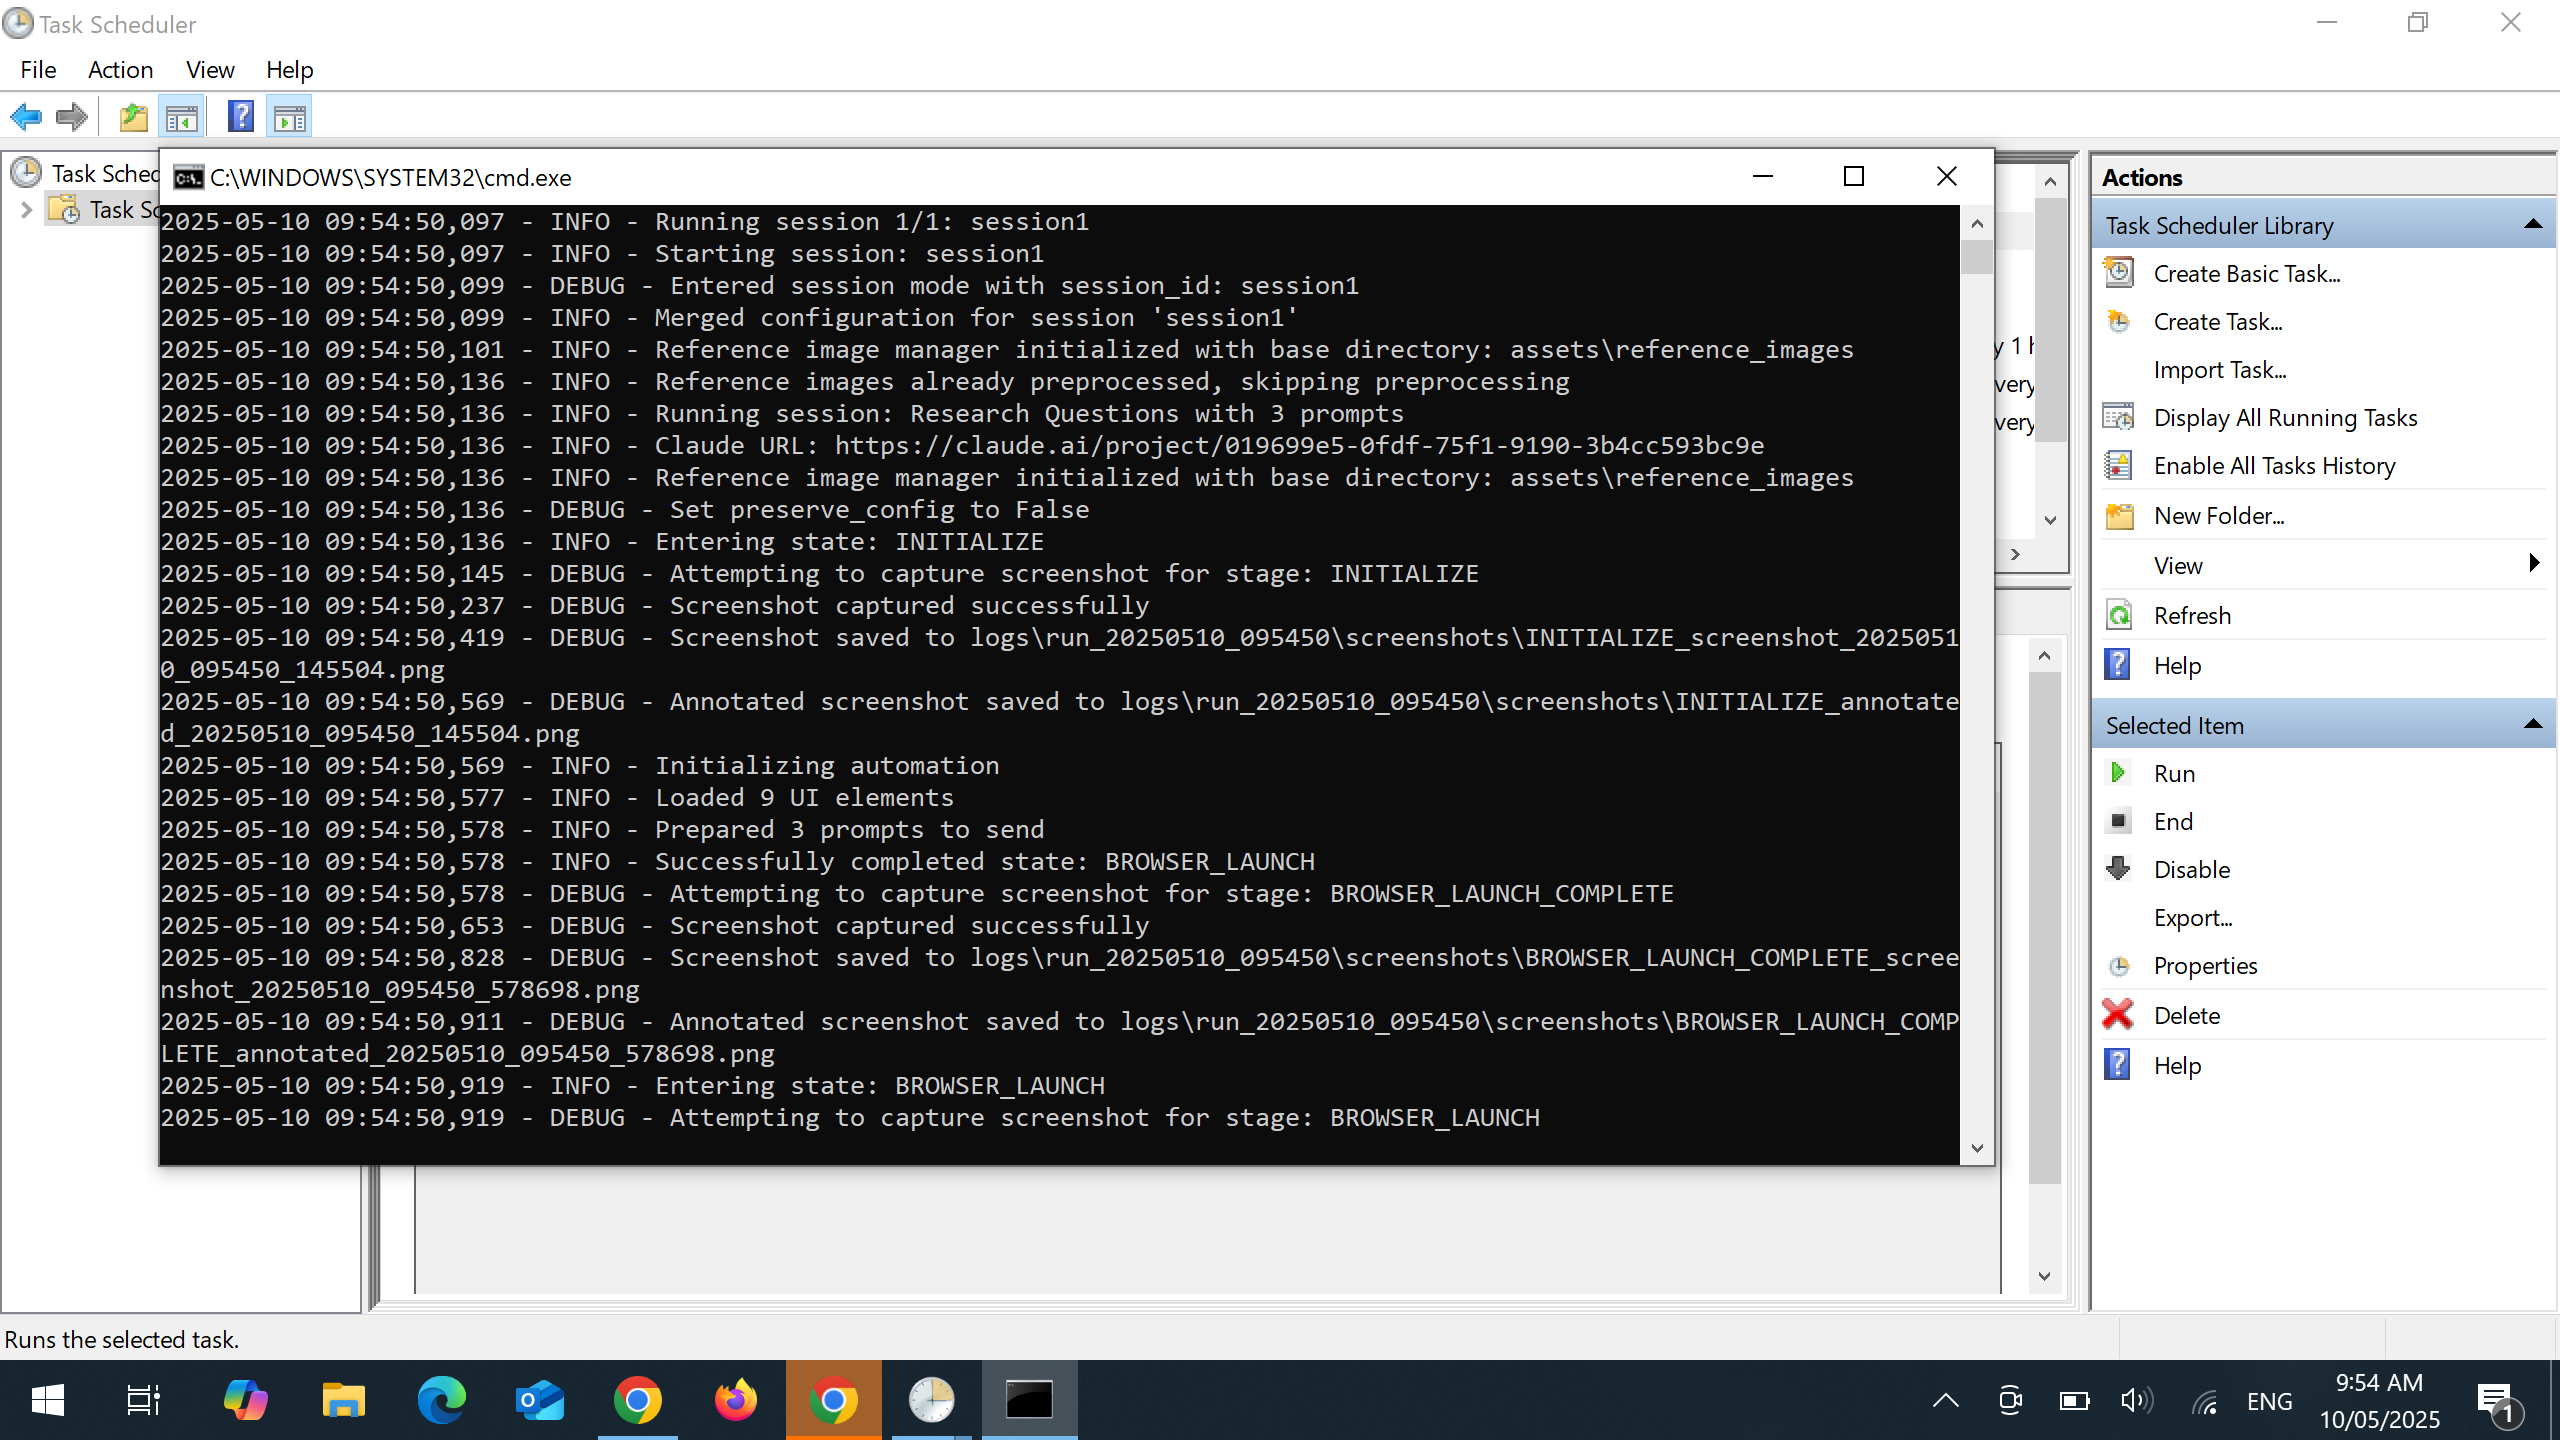 Task Scheduler
File Action View Help
Task Sched
Task Sc
C:\WINDOWS\SYSTEM32\cmd.exe
2025-05-10 09:54:50,097 - INFO - Running session 1/1: session1
2025-05-10 09:54:50,097 - INFO - Starting session: session1
2025-05-10 09:54:50,099 - DEBUG - Entered session mode with session_id: session1
2025-05-10 09:54:50,099 - INFO - Merged configuration for session 'session1'
2025-05-10 09:54:50,101 - INFO - Reference image manager initialized with base directory: assets\reference_images
2025-05-10 09:54:50,136 - INFO - Reference images already preprocessed, skipping preprocessing
2025-05-10 09:54:50,136 - INFO - Running session: Research Questions with 3 prompts
2025-05-10 09:54:50,136 - INFO - Claude URL: https://claude.ai/project/019699e5-0fdf-75f1-9190-3b4cc593bc9e
2025-05-10 09:54:50,136 - INFO - Reference image manager initialized with base directory: assets\reference_images
2025-05-10 09:54:50,136 - DEBUG - Set preserve_config to False
2025-05-10 09:54:50,136 - INFO - Entering state: INITIALIZE
2025-05-10 09:54:50,145 - DEBUG - Attempting to capture screenshot for stage: INITIALIZE
2025-05-10 09:54:50,237 - DEBUG - Screenshot captured successfully
2025-05-10 09:54:50,419 - DEBUG - Screenshot saved to logs\run_20250510_095450\screenshots\INITIALIZE_screenshot_2025051
0_095450_145504.png
2025-05-10 09:54:50,569 - DEBUG - Annotated screenshot saved to logs\run_20250510_095450\screenshots\INITIALIZE_annotate
d_20250510_095450_145504.png
2025-05-10 09:54:50,569 - INFO - Initializing automation
2025-05-10 09:54:50,577 - INFO - Loaded 9 UI elements
2025-05-10 09:54:50,578 - INFO - Prepared 3 prompts to send
2025-05-10 09:54:50,578 - INFO - Successfully completed state: BROWSER_LAUNCH
2025-05-10 09:54:50,578 - DEBUG - Attempting to capture screenshot for stage: BROWSER_LAUNCH_COMPLETE
2025-05-10 09:54:50,653 - DEBUG - Screenshot captured successfully
2025-05-10 09:54:50,828 - DEBUG - Screenshot saved to logs\run_20250510_095450\screenshots\BROWSER_LAUNCH_COMPLETE_scree
nshot_20250510_095450_578698.png
2025-05-10 09:54:50,911 - DEBUG - Annotated screenshot saved to logs\run_20250510_095450\screenshots\BROWSER_LAUNCH_COMP
LETE_annotated_20250510_095450_578698.png
2025-05-10 09:54:50,919 - INFO - Entering state: BROWSER_LAUNCH
2025-05-10 09:54:50,919 - DEBUG - Attempting to capture screenshot for stage: BROWSER_LAUNCH
y 1 h
very
very
Actions
Task Scheduler Library
Create Basic Task...
Create Task...
Import Task...
Display All Running Tasks
Enable All Tasks History
New Folder...
View
Refresh
Help
Selected Item
Run
End
Disable
Export...
Properties
Delete
Help
Runs the selected task.
ENG
9:54 AM
10/05/2025
1